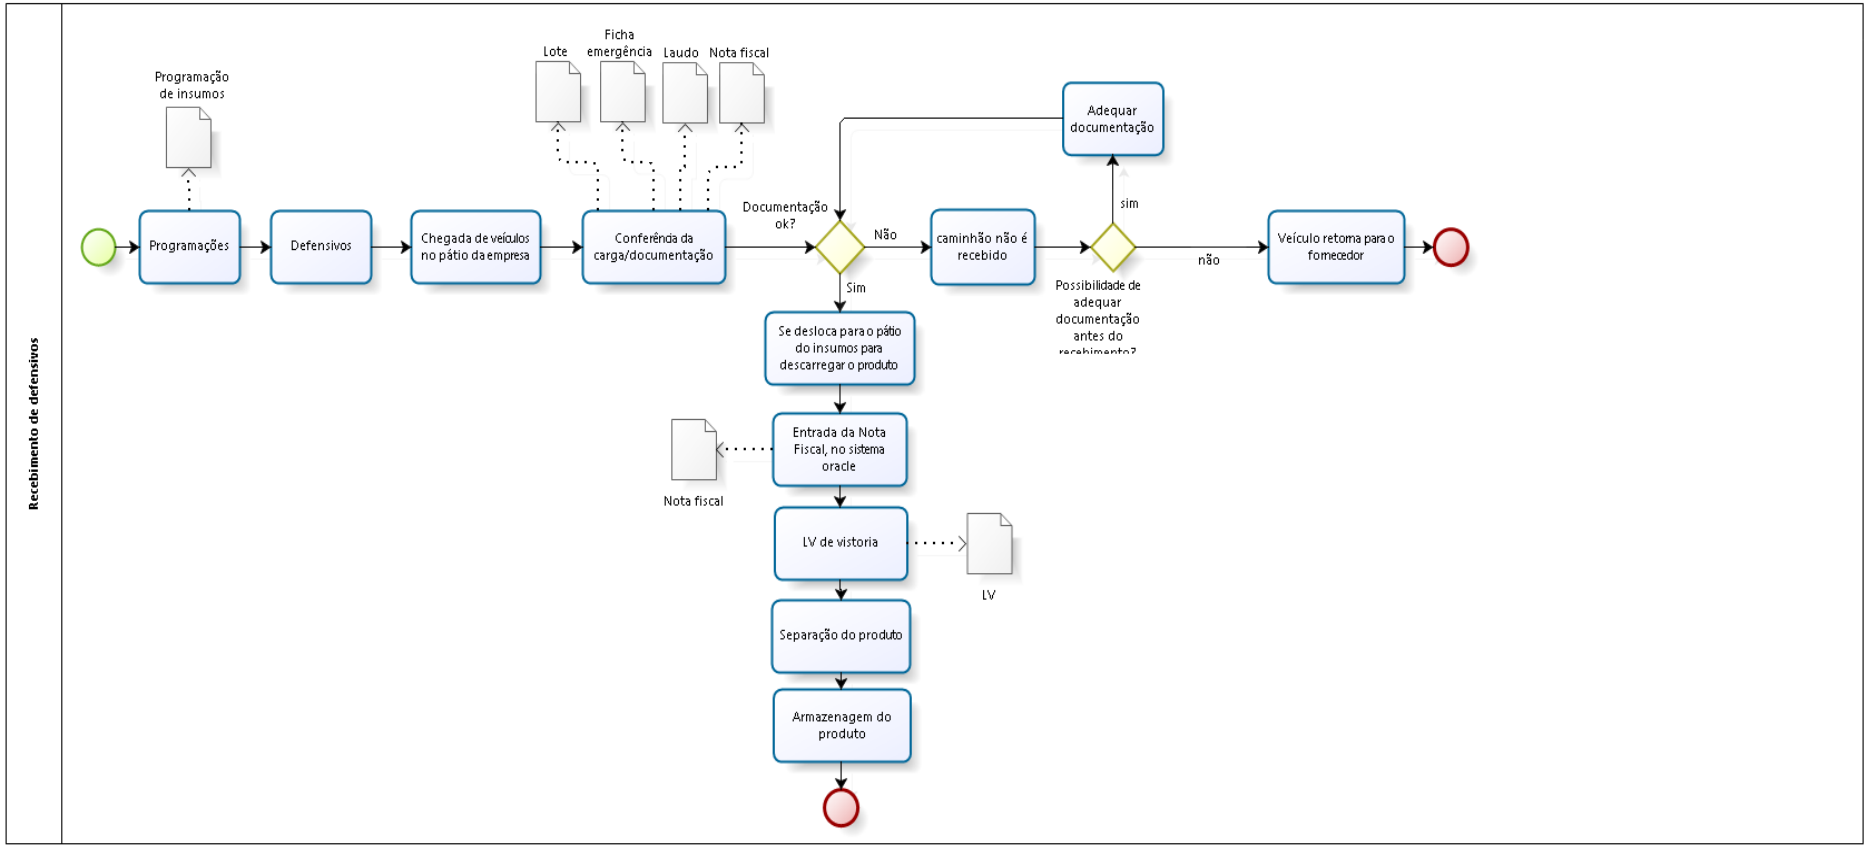 Recebimento de defensivos
Programação
de insumos
Lote
Ficha
emergência
Laudo
Nota fiscal
Programações
Defensivos
Chegada de veículos
no pátio da empresa
Conferência da
carga/documentação
Documentação
ok?
Não
Sim
caminhão não é
recebido
Adequar
documentação
sim
não
Possibilidade de
adequar
documentação
antes do
recebimento?
Veículo retorna para o
fornecedor
Se desloca para o pátio
do insumos para
descarregar o produto
Entrada da Nota
Fiscal, no sistema
oracle
Nota fiscal
LV de vistoria
LV
Separação do produto
Armazenagem do
produto